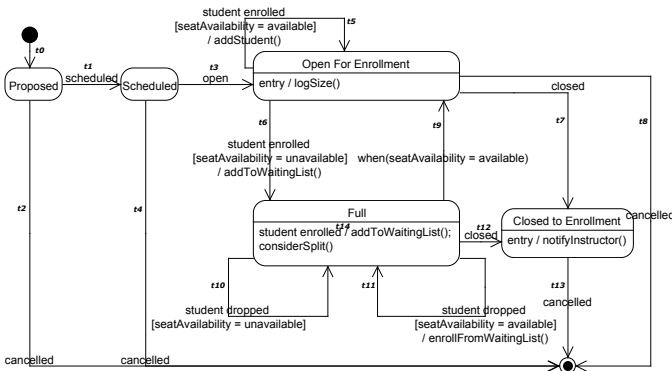 student enrolled
t5
[seatAvailability = available]
/ addStudent()
t0
t1
t3
Open For Enrollment
Proposed
scheduled
Scheduled
open
entry / logSize()
closed
t6
t9
t7
t8
student enrolled
[seatAvailability = unavailable]
when(seatAvailability = available)
/ addToWaitingList()
t2
t4
Full
Closed to Enrollment
cancelled
t14
t12
student enrolled / addToWaitingList();
closed
entry / notifyInstructor()
considerSplit()
t10
t11
t13
student dropped
[seatAvailability = unavailable]
student dropped
[seatAvailability = available]
/ enrollFromWaitingList()
cancelled
cancelled
cancelled